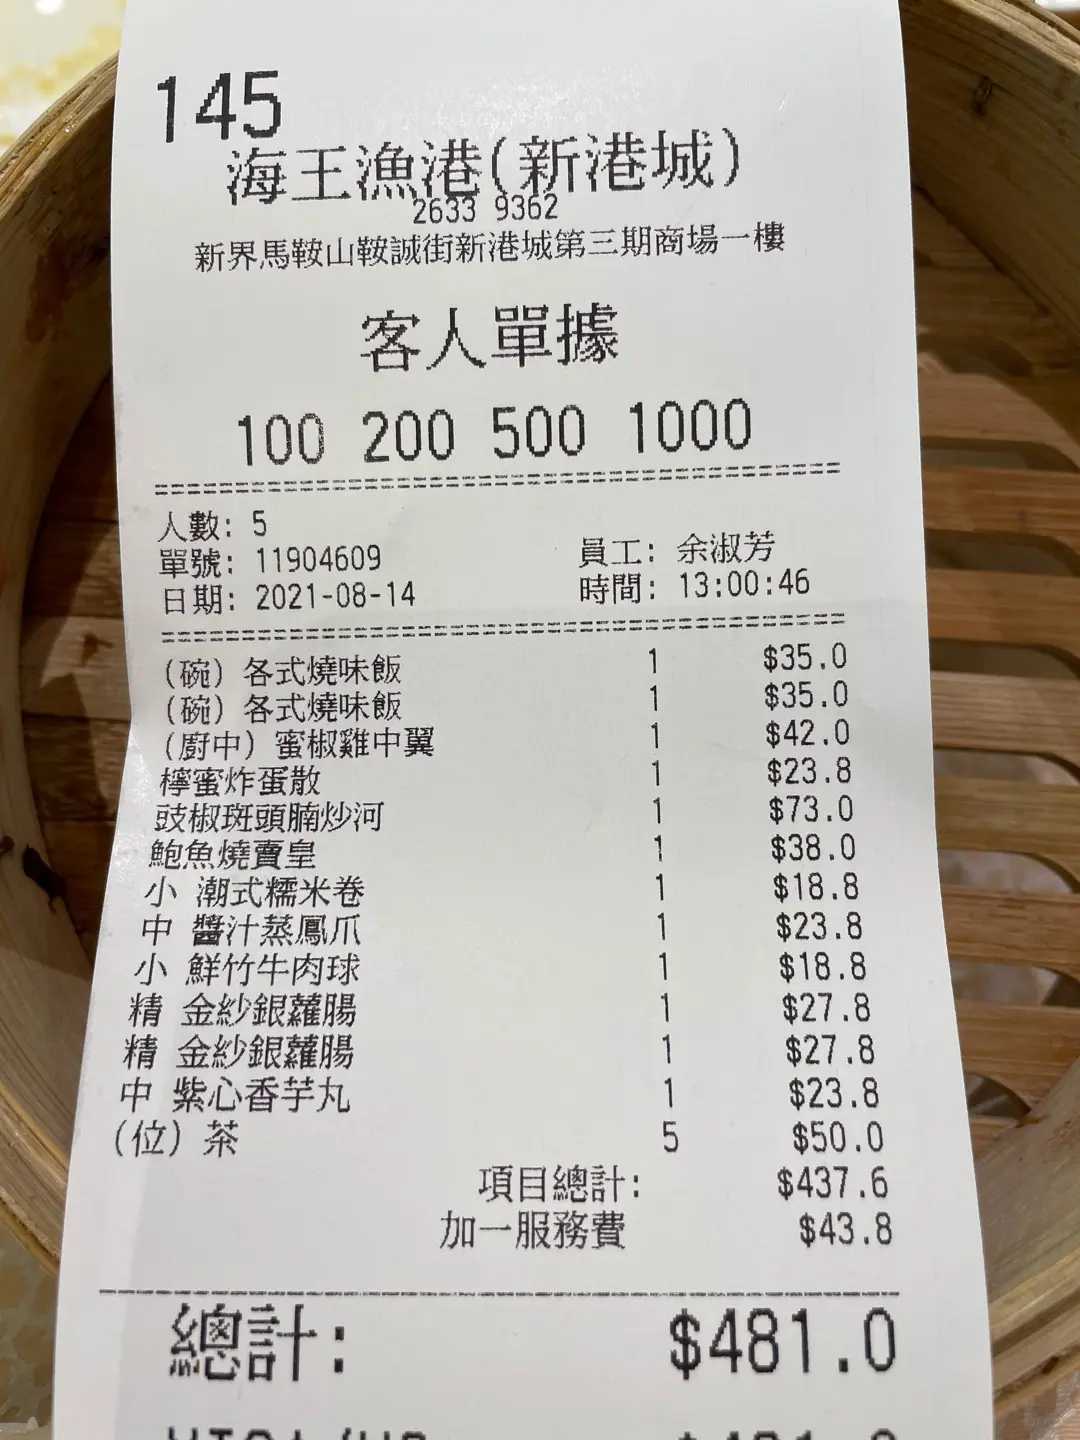 145
海王漁港(新港城)
2633 9362
新界馬鞍山鞍誠街新港城第三期商場一樓
客人單據
100 200 500 1000
人數: 5
單號: 11904609 員工: 余淑芳
日期: 2021-08-14 時間: 13:00:46
(碗) 各式燒味飯 1 $35.0
(碗) 各式燒味飯 1 $35.0
(廚中) 蜜椒雞中翼 1 $42.0
檸蜜炸蛋散 1 $23.8
豉椒斑頭腩炒河 1 $73.0
鮑魚燒賣皇 1 $38.0
小 潮式糯米卷 1 $18.8
中 醬汁蒸鳳爪 1 $23.8
小 鮮竹牛肉球 1 $18.8
精 金紗銀蘿腸 1 $27.8
精 金紗銀蘿腸 1 $27.8
中 紫心香芋丸 1 $23.8
(位) 茶 5 $50.0
項目總計: $437.6
加一服務費 $43.8
總計: $481.0